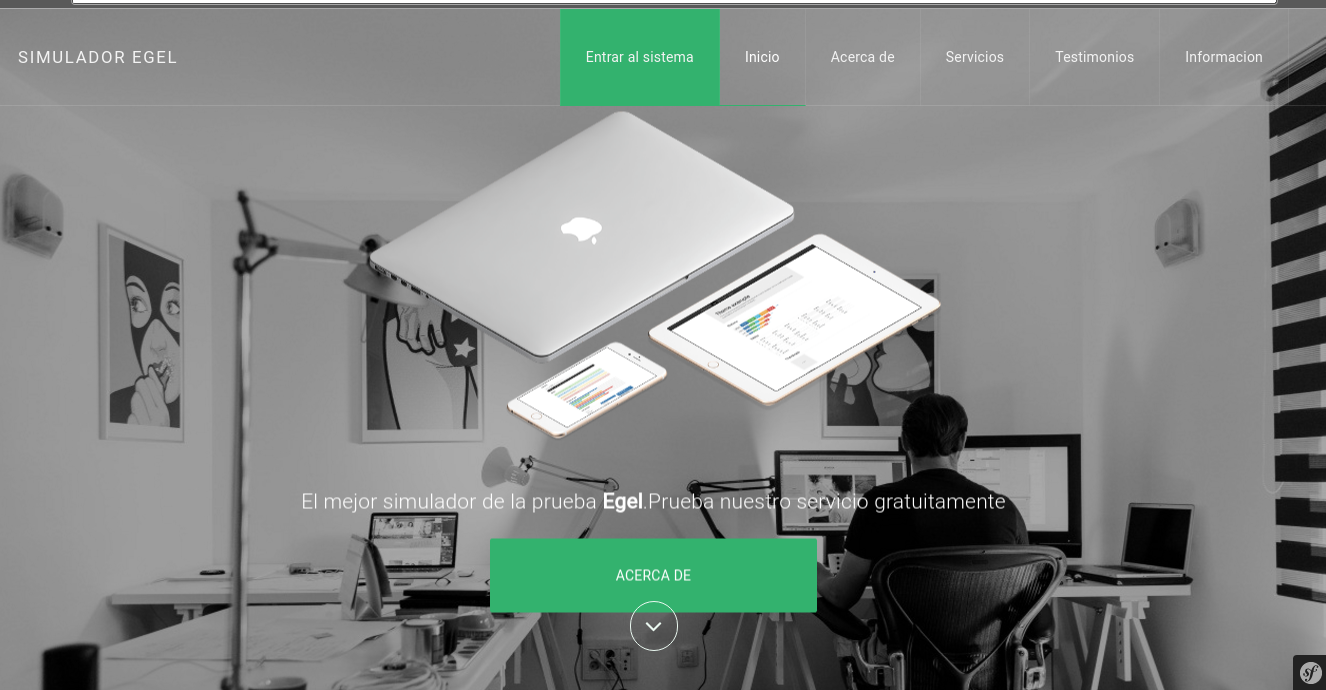 SIMULADOR EGEL
Entrar al sistema
Inicio
Acerca de
Servicios
Testimonios
Informacion
El mejor simulador de la prueba Egel.Prueba nuestro servicio gratuitamente
ACERCA DE
sf